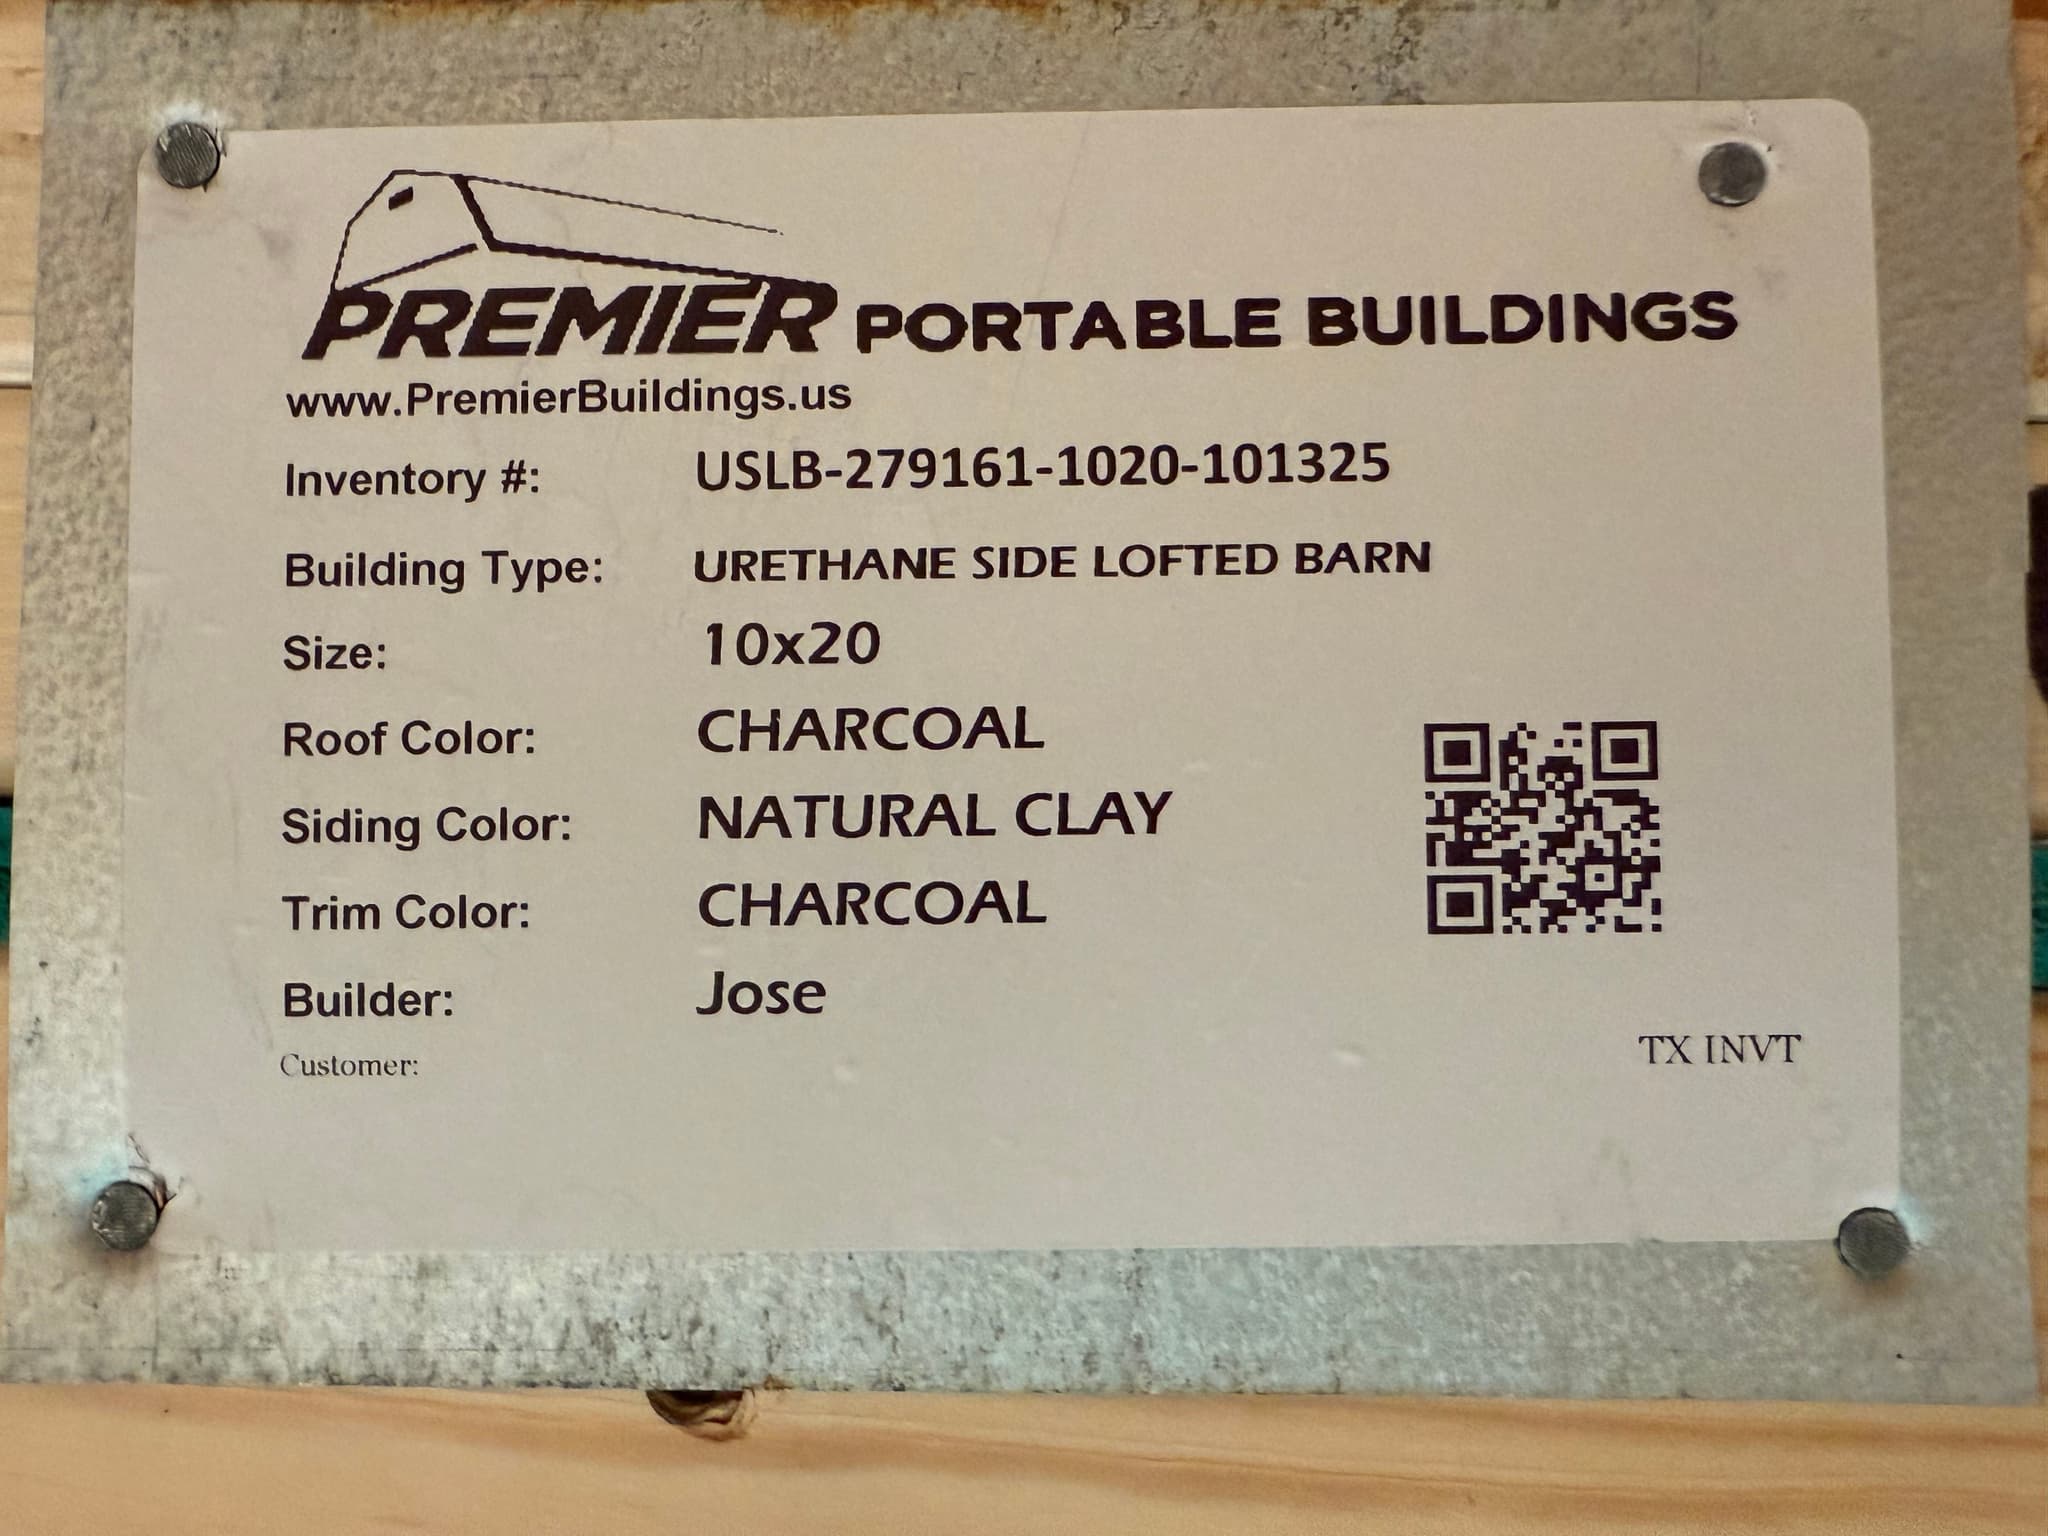 PREMIER PORTABLE BUILDINGS
www.PremierBuildings.us
Inventory #: USLB-279161-1020-101325
Building Type: URETHANE SIDE LOFTED BARN
Size: 10x20
Roof Color: CHARCOAL
Siding Color: NATURAL CLAY
Trim Color: CHARCOAL
Builder: Jose
Customer:
TX INVT